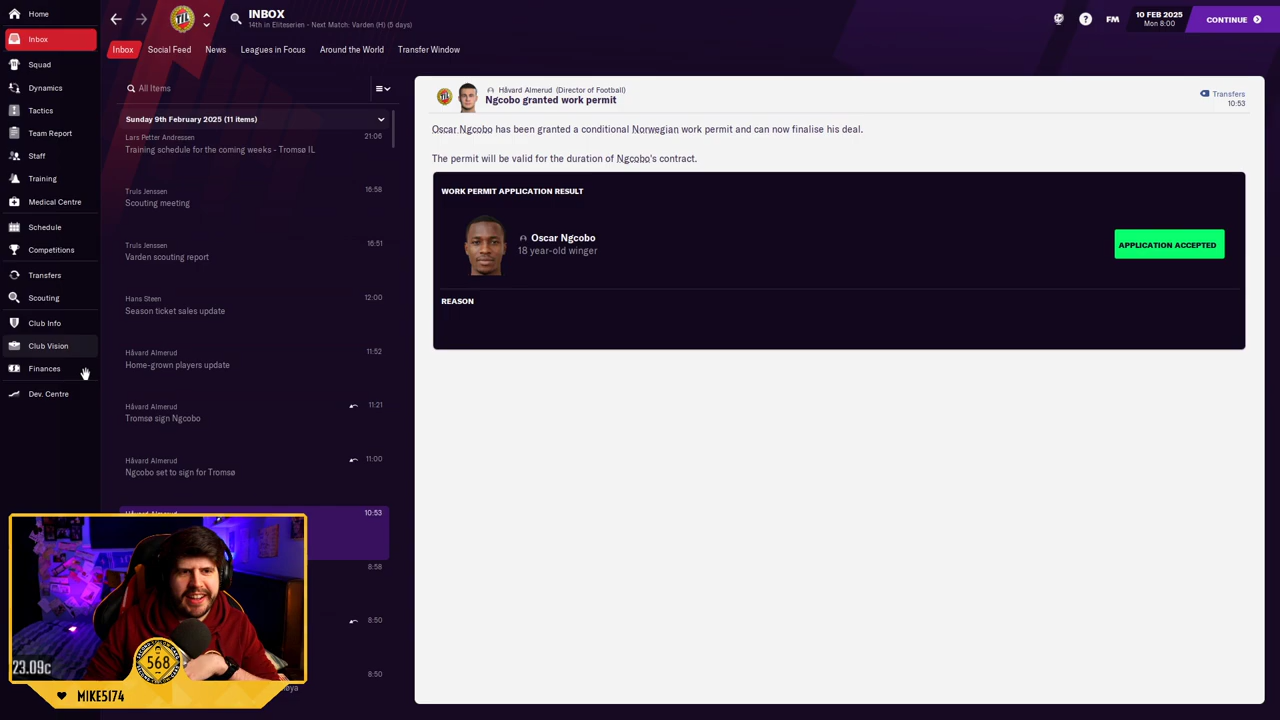 Home
Inbox
Squad
Dynamics
Tactics
Team Report
Staff
Training
Medical Centre
Schedule
Competitions
Transfers
Scouting
Club Info
Club Vision
Finances
Dev. Centre
TIL
INBOX
14th in Eliteserien - Next Match: Varden (H) (5 days)
?
FM
10 FEB 2025
Mon 8:00
CONTINUE
Inbox
Social Feed
News
Leagues in Focus
Around the World
Transfer Window
All Items
Sunday 9th February 2025 (11 items)
Lars Petter Andressen
21:06
Training schedule for the coming weeks - Tromsø IL
Truls Jenssen
16:58
Scouting meeting
Truls Jenssen
16:51
Varden scouting report
Hans Steen
12:00
Season ticket sales update
Håvard Almerud
11:52
Home-grown players update
Håvard Almerud
11:21
Tromsø sign Ngcobo
Håvard Almerud
11:00
Ngcobo set to sign for Tromsø
Håvard Almerud
10:53
8:58
8:50
8:50
Håvard Almerud (Director of Football)
Ngcobo granted work permit
Transfers
10:53
Oscar Ngcobo has been granted a conditional Norwegian work permit and can now finalise his deal.
The permit will be valid for the duration of Ngcobo's contract.
WORK PERMIT APPLICATION RESULT
Oscar Ngcobo
18 year-old winger
APPLICATION ACCEPTED
REASON
23.09c
568
MIKE5174